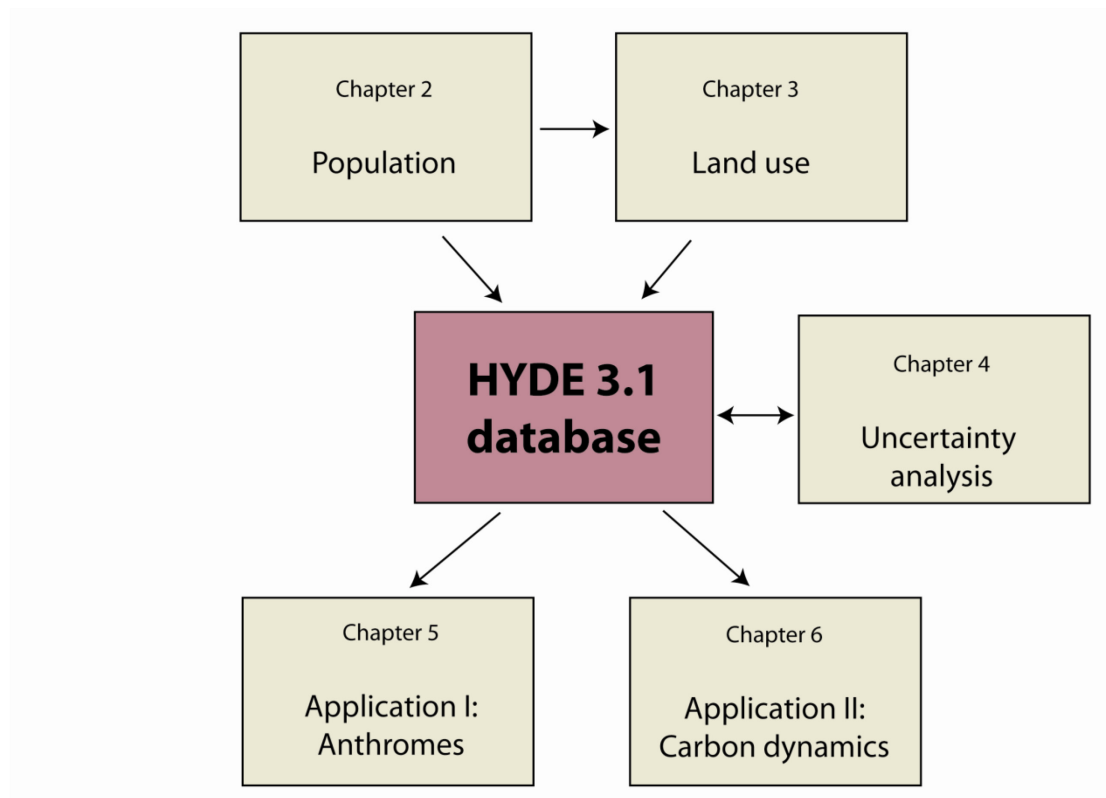 Chapter 2
Population
Chapter 3
Land use
HYDE 3.1
database
Chapter 4
Uncertainty
analysis
Chapter 5
Application I:
Anthromes
Chapter 6
Application II:
Carbon dynamics